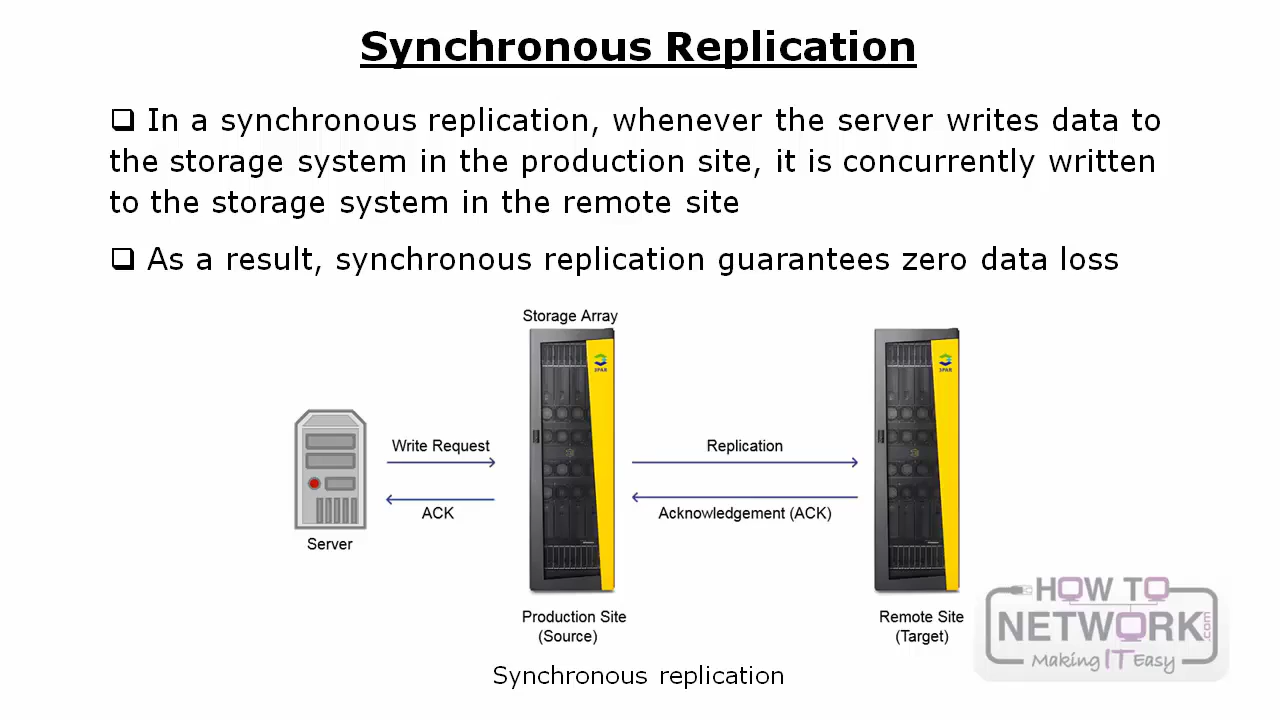 Synchronous Replication
❑ In a synchronous replication, whenever the server writes data to
the storage system in the production site, it is concurrently written
to the storage system in the remote site
❑ As a result, synchronous replication guarantees zero data loss
Storage Array
3PAR
3PAR
Write Request
Replication
ACK
Acknowledgement (ACK)
Server
Production Site
(Source)
Remote Site
(Target)
Synchronous replication
HOW TO
NETWORK.com
Making IT Easy